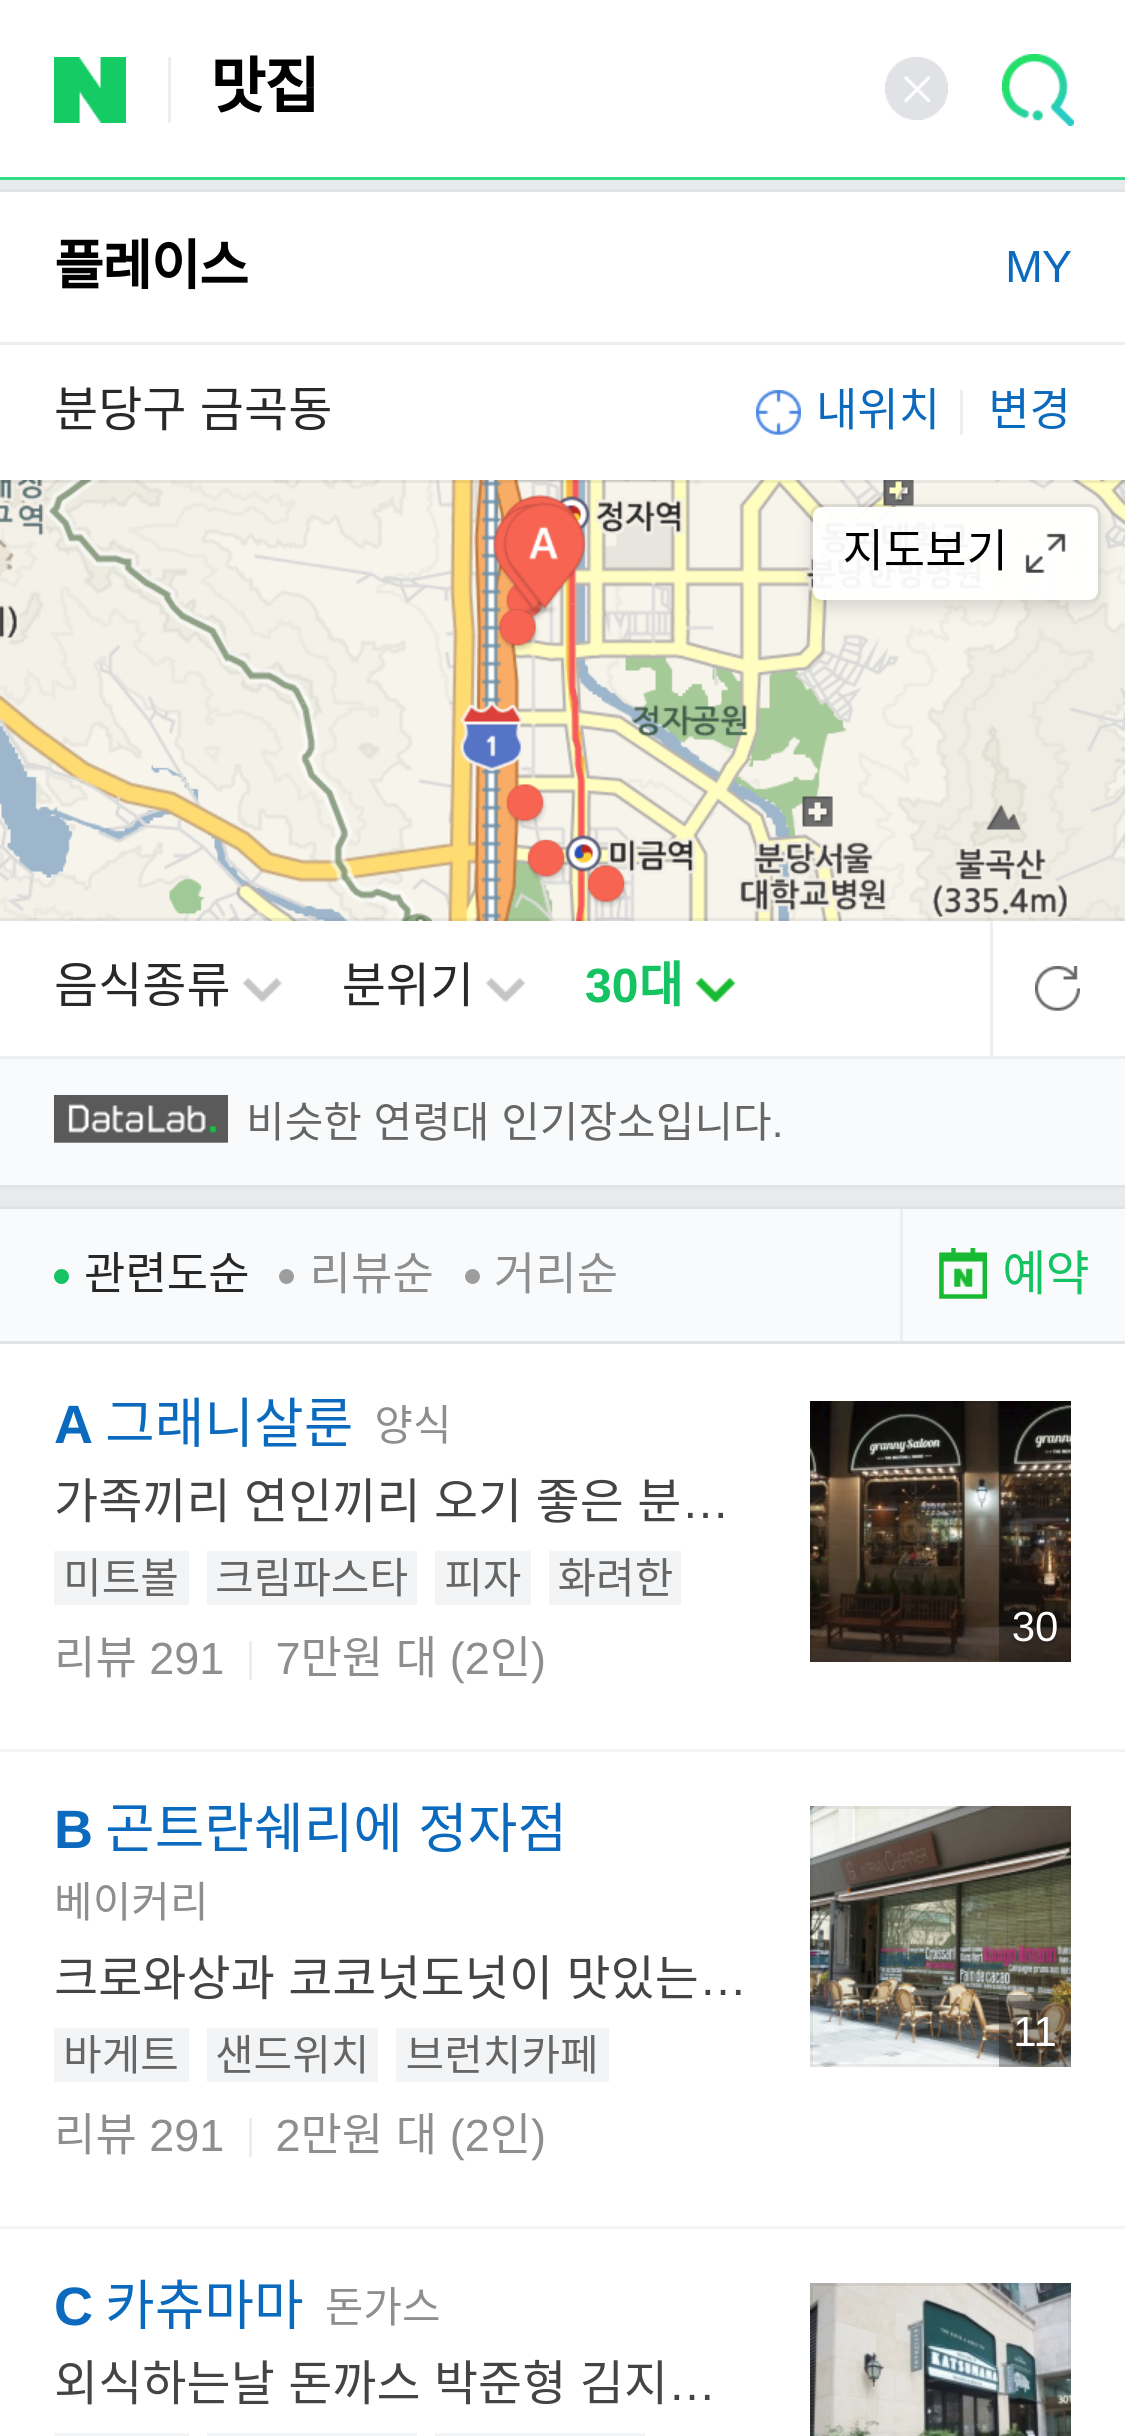 N 맛집
플레이스 MY
분당구 금곡동 내위치 변경
정자역
지도보기
A
정자공원
1
미금역
분당서울
대학교병원
불곡산
(335.4m)
음식종류 분위기 30대
DataLab. 비슷한 연령대 인기장소입니다.
관련도순 리뷰순 거리순 N 예약
A 그래니살룬 양식
가족끼리 연인끼리 오기 좋은 분...
미트볼 크림파스타 피자 화려한
리뷰 291 7만원 대 (2인)
granny Saloon
30
B 곤트란쉐리에 정자점
베이커리
크로와상과 코코넛도넛이 맛있는...
바게트 샌드위치 브런치카페
리뷰 291 2만원 대 (2인)
11
C 카츄마마 돈가스
외식하는날 돈까스 박준형 김지...
KATSUMAMA